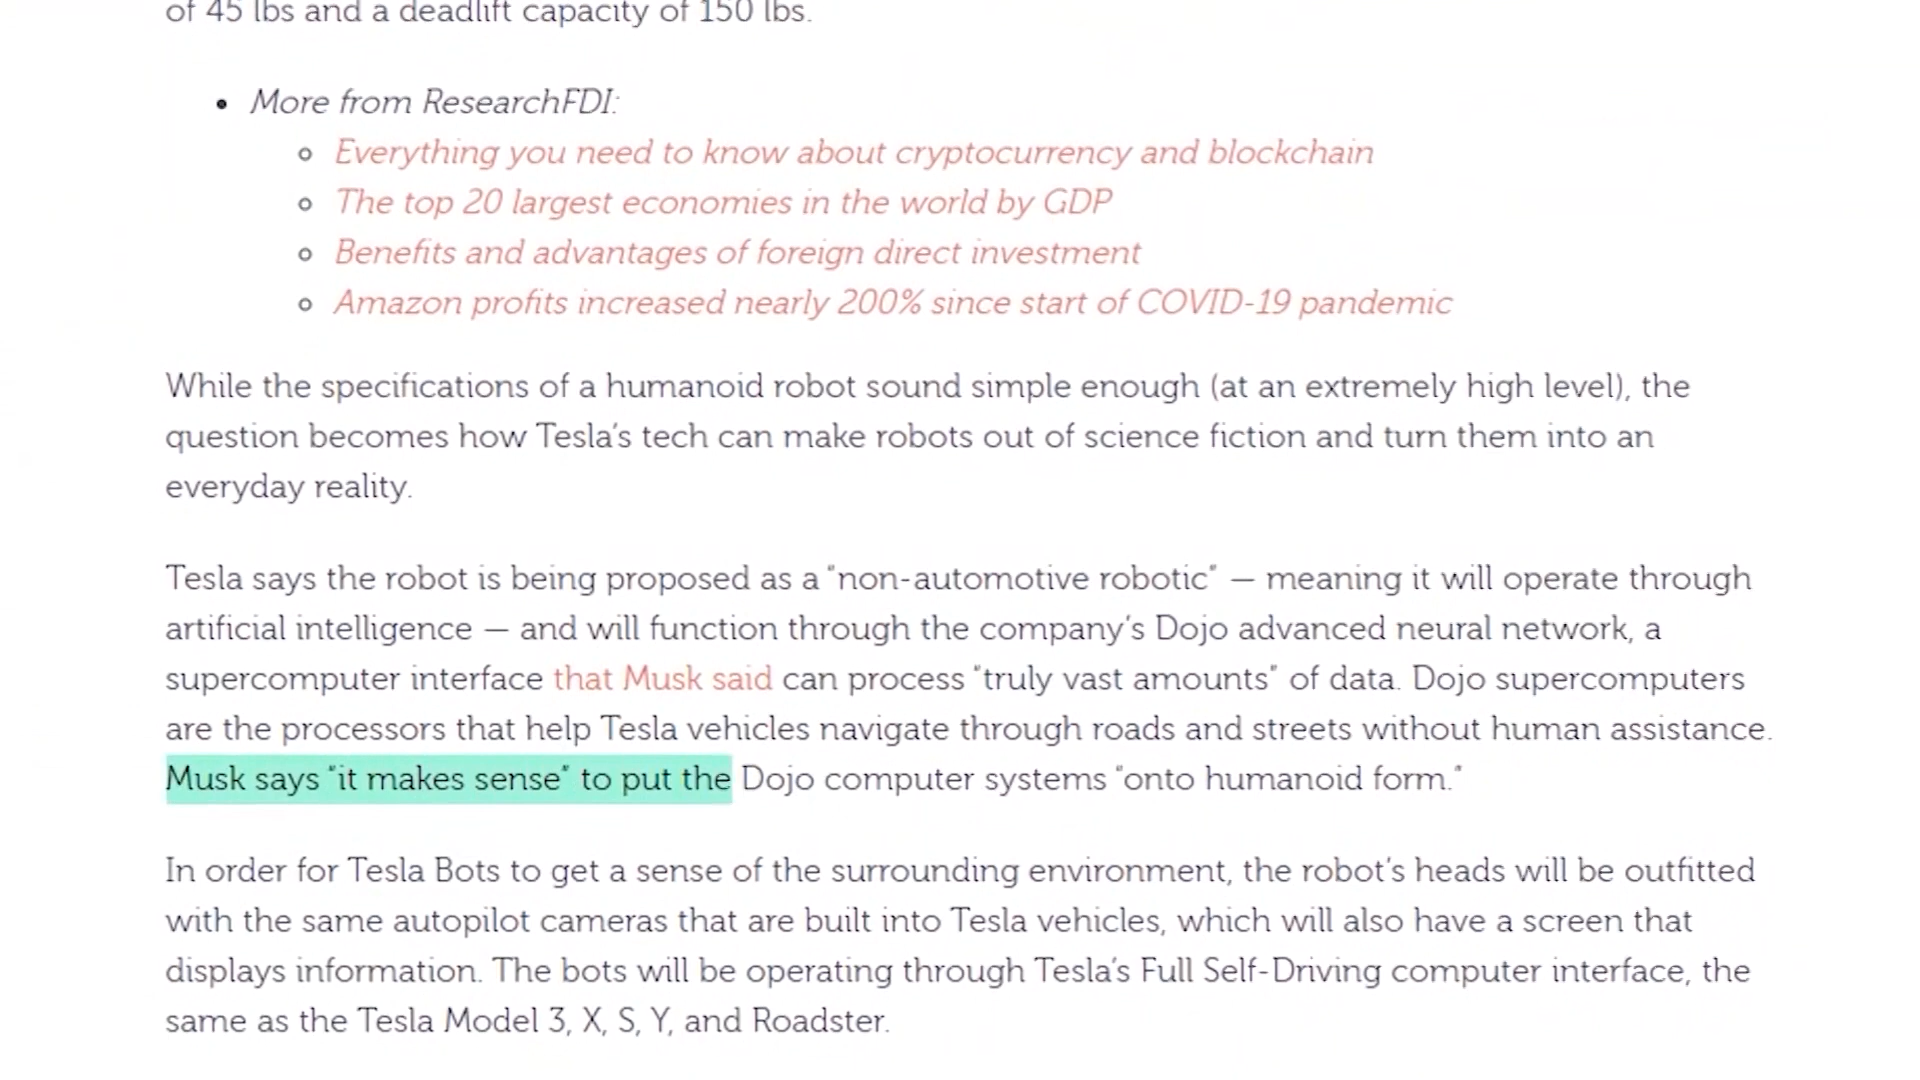 of 45 lbs and a deadlift capacity of 150 lbs.
• More from ResearchFDI:
○ Everything you need to know about cryptocurrency and blockchain
○ The top 20 largest economies in the world by GDP
○ Benefits and advantages of foreign direct investment
○ Amazon profits increased nearly 200% since start of COVID-19 pandemic
While the specifications of a humanoid robot sound simple enough (at an extremely high level), the
question becomes how Tesla's tech can make robots out of science fiction and turn them into an
everyday reality.
Tesla says the robot is being proposed as a "non-automotive robotic" — meaning it will operate through
artificial intelligence — and will function through the company's Dojo advanced neural network, a
supercomputer interface that Musk said can process "truly vast amounts" of data. Dojo supercomputers
are the processors that help Tesla vehicles navigate through roads and streets without human assistance.
Musk says "it makes sense" to put the Dojo computer systems "onto humanoid form."
In order for Tesla Bots to get a sense of the surrounding environment, the robot's heads will be outfitted
with the same autopilot cameras that are built into Tesla vehicles, which will also have a screen that
displays information. The bots will be operating through Tesla's Full Self-Driving computer interface, the
same as the Tesla Model 3, X, S, Y, and Roadster.